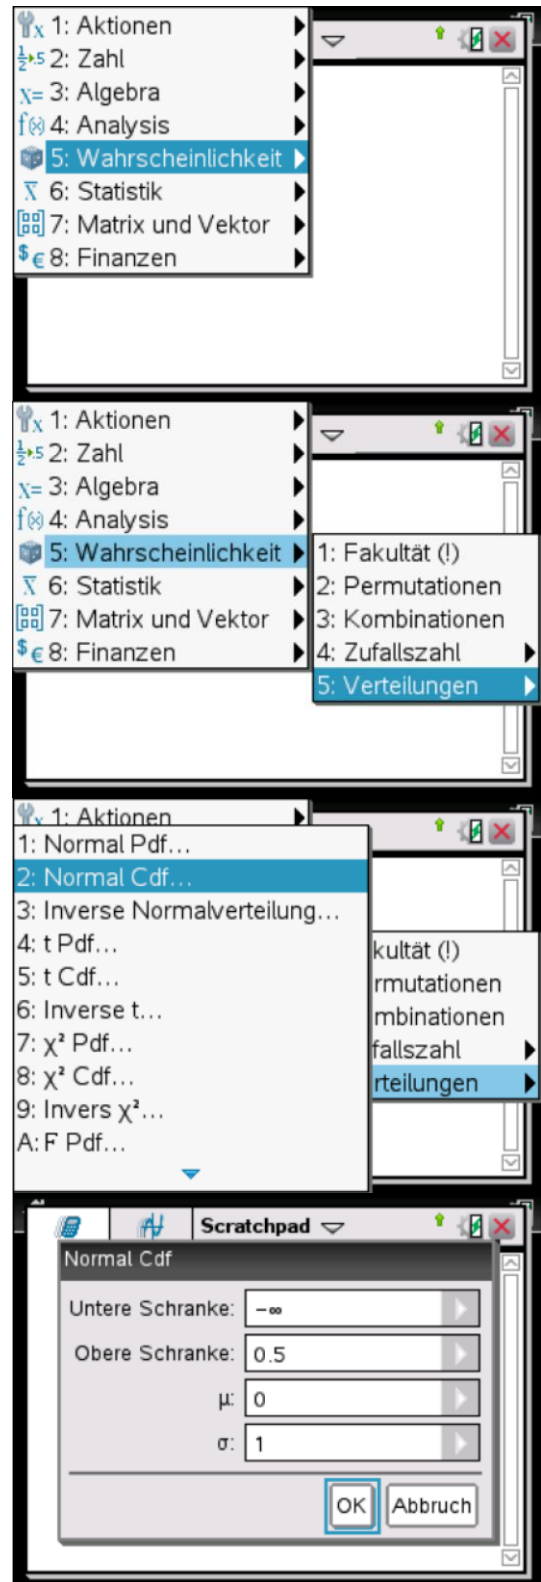 1: Aktionen
2: Zahl
3: Algebra
4: Analysis
5: Wahrscheinlichkeit
6: Statistik
7: Matrix und Vektor
8: Finanzen
1: Aktionen
2: Zahl
3: Algebra
4: Analysis
5: Wahrscheinlichkeit
6: Statistik
7: Matrix und Vektor
8: Finanzen
1: Fakultät (!)
2: Permutationen
3: Kombinationen
4: Zufallszahl
5: Verteilungen
1: Aktionen
1: Normal Pdf...
2: Normal Cdf...
3: Inverse Normalverteilung...
4: t Pdf...
5: t Cdf...
6: Inverse t...
7: χ² Pdf...
8: χ² Cdf...
9: Invers χ²...
A: F Pdf...
kultät (!)
rmutationen
mbinationen
fallszahl
rteilungen
Scratchpad
Normal Cdf
Untere Schranke: -∞
Obere Schranke: 0.5
μ: 0
σ: 1
OK Abbruch